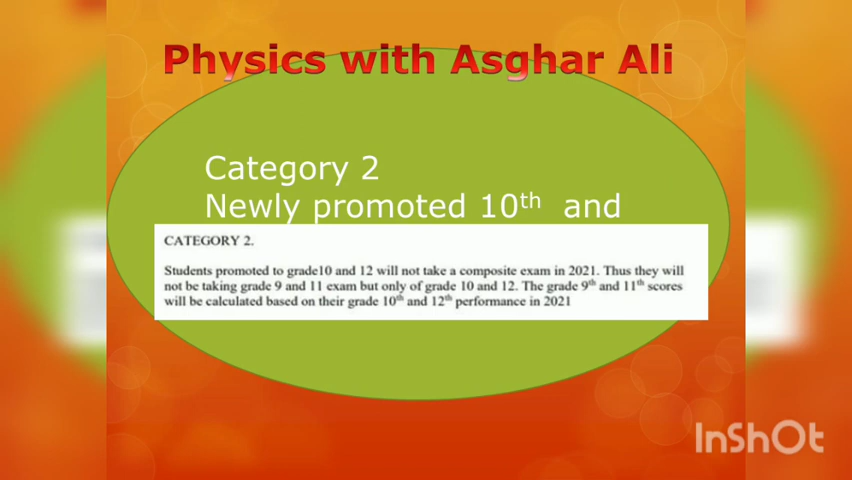 Physics with Asghar Ali
Category 2
Newly promoted 10th and
CATEGORY 2.
Students promoted to grade10 and 12 will not take a composite exam in 2021. Thus they will
not be taking grade 9 and 11 exam but only of grade 10 and 12. The grade 9th and 11th scores
will be calculated based on their grade 10th and 12th performance in 2021
InShOt